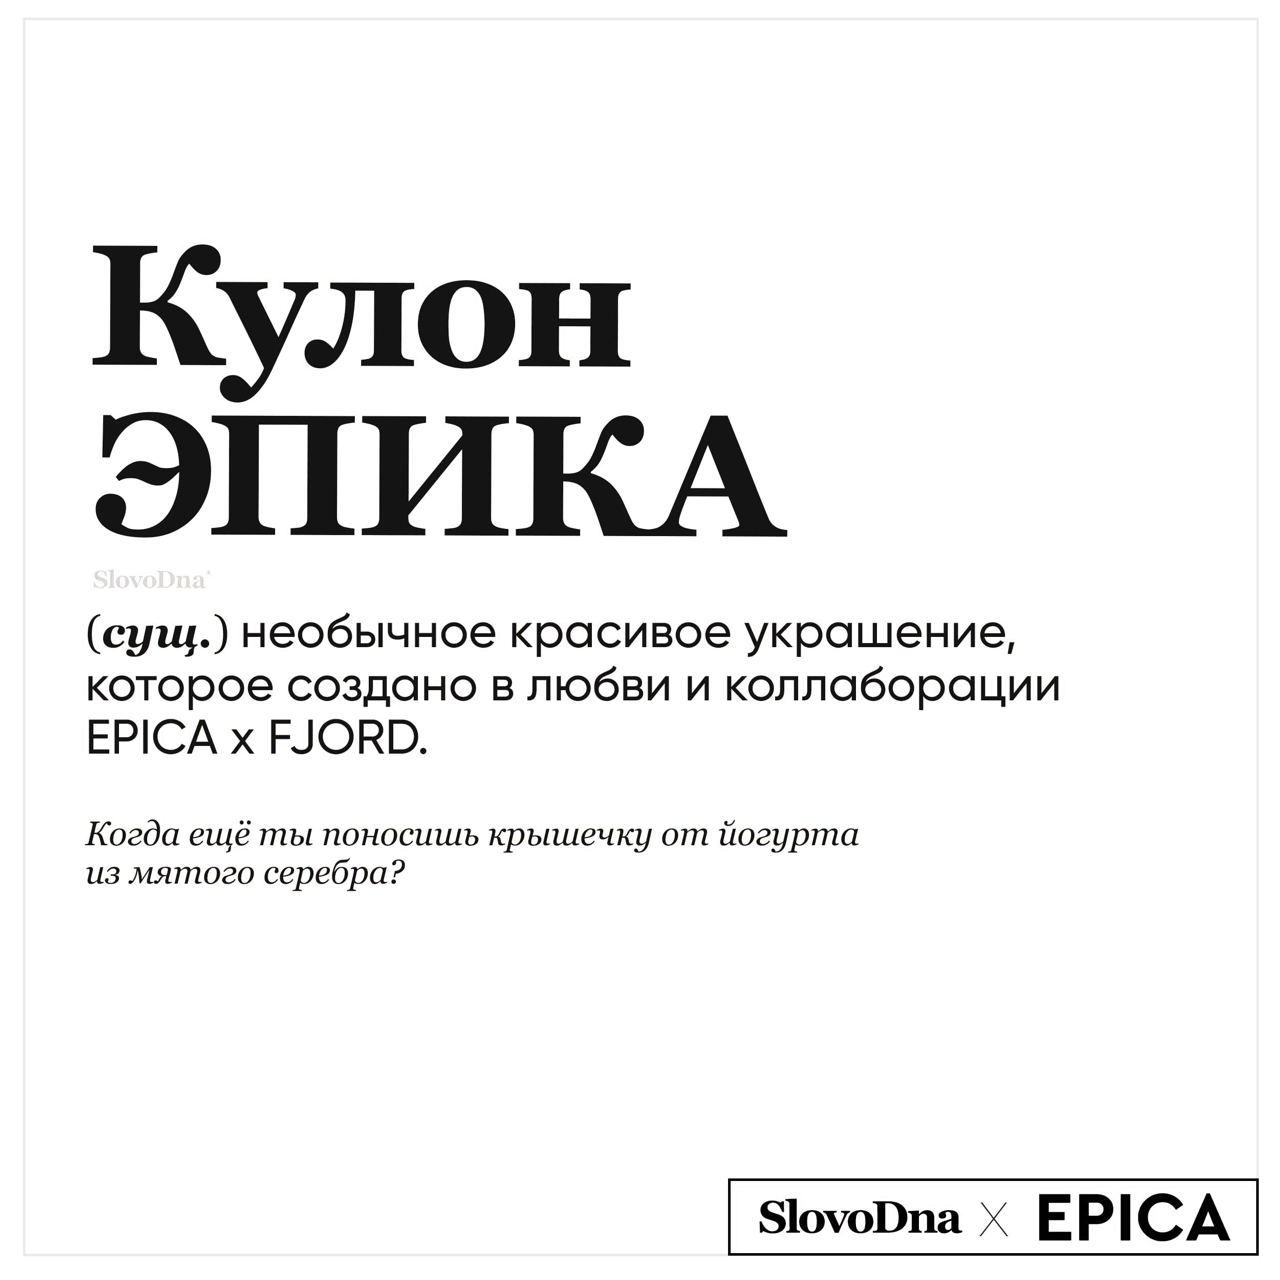 Кулон
ЭПИКА
SlovoDna®
(сущ.) необычное красивое украшение,
которое создано в любви и коллаборации
EPICA x FJORD.
Когда ещё ты поносишь крышечку от йогурта
из мятого серебра?
SlovoDna X EPICA